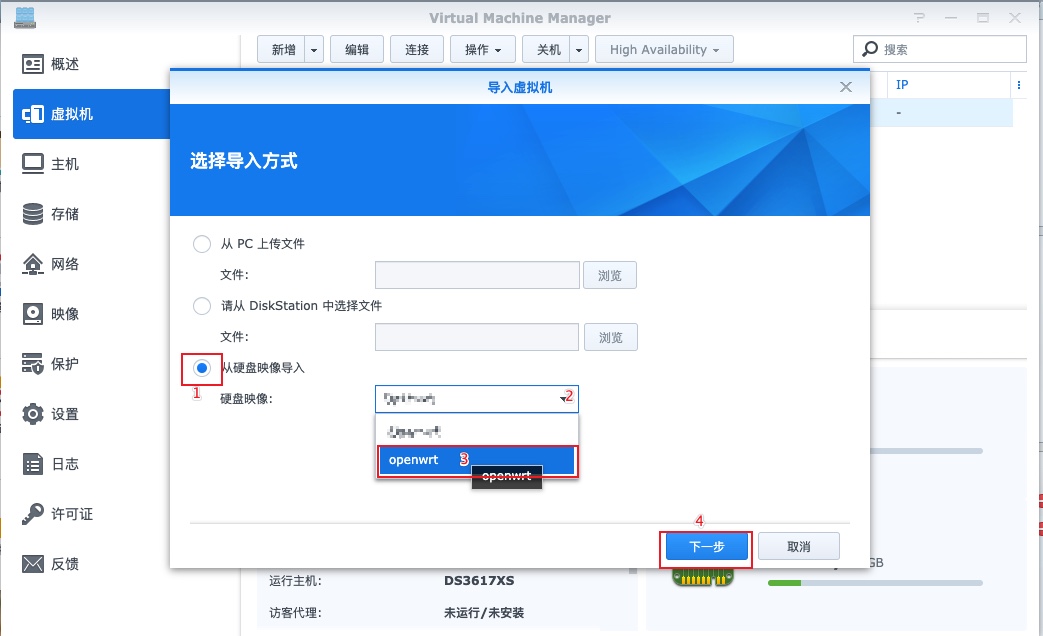 Virtual Machine Manager
新增 编辑 连接 操作 关机 High Availability 搜索
概述
虚拟机
主机
存储
网络
映像
保护
设置
日志
许可证
反馈
IP
-
导入虚拟机
选择导入方式
从 PC 上传文件
文件: 浏览
请从 DiskStation 中选择文件
文件: 浏览
从硬盘映像导入
1
硬盘映像: 2
openwrt 3
openwrt
4
下一步 取消
GB
运行主机: DS3617XS
访客代理: 未运行/未安装